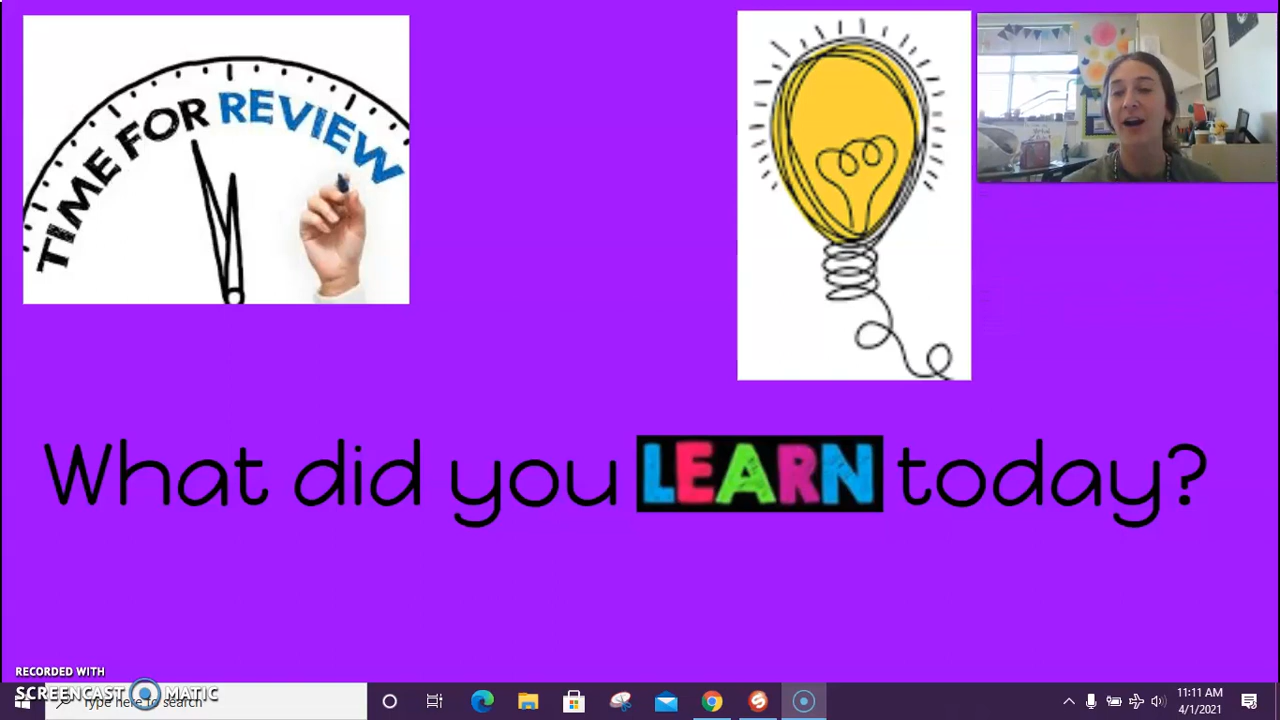 TIME FOR REVIEW
What did you LEARN today?
RECORDED WITH
SCREENCAST MATIC
Type here to search
11:11 AM
4/1/2021